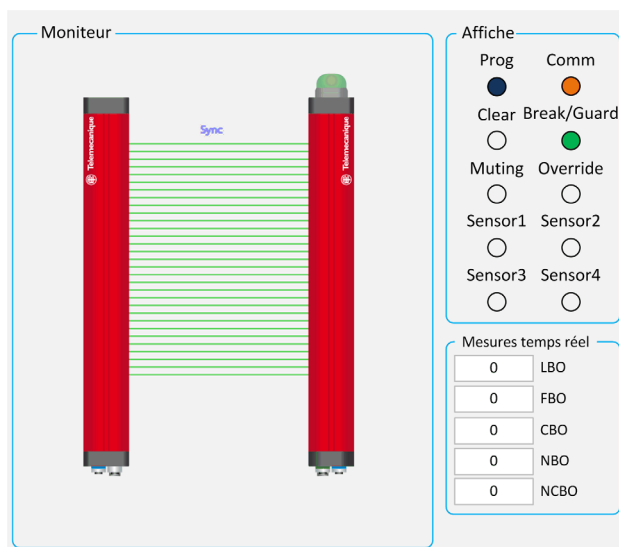 Moniteur
Sync
Telemecanique
Telemecanique
Affiche
Prog Comm
Clear Break/Guard
Muting Override
Sensor1 Sensor2
Sensor3 Sensor4
Mesures temps réel
0 LBO
0 FBO
0 CBO
0 NBO
0 NCBO